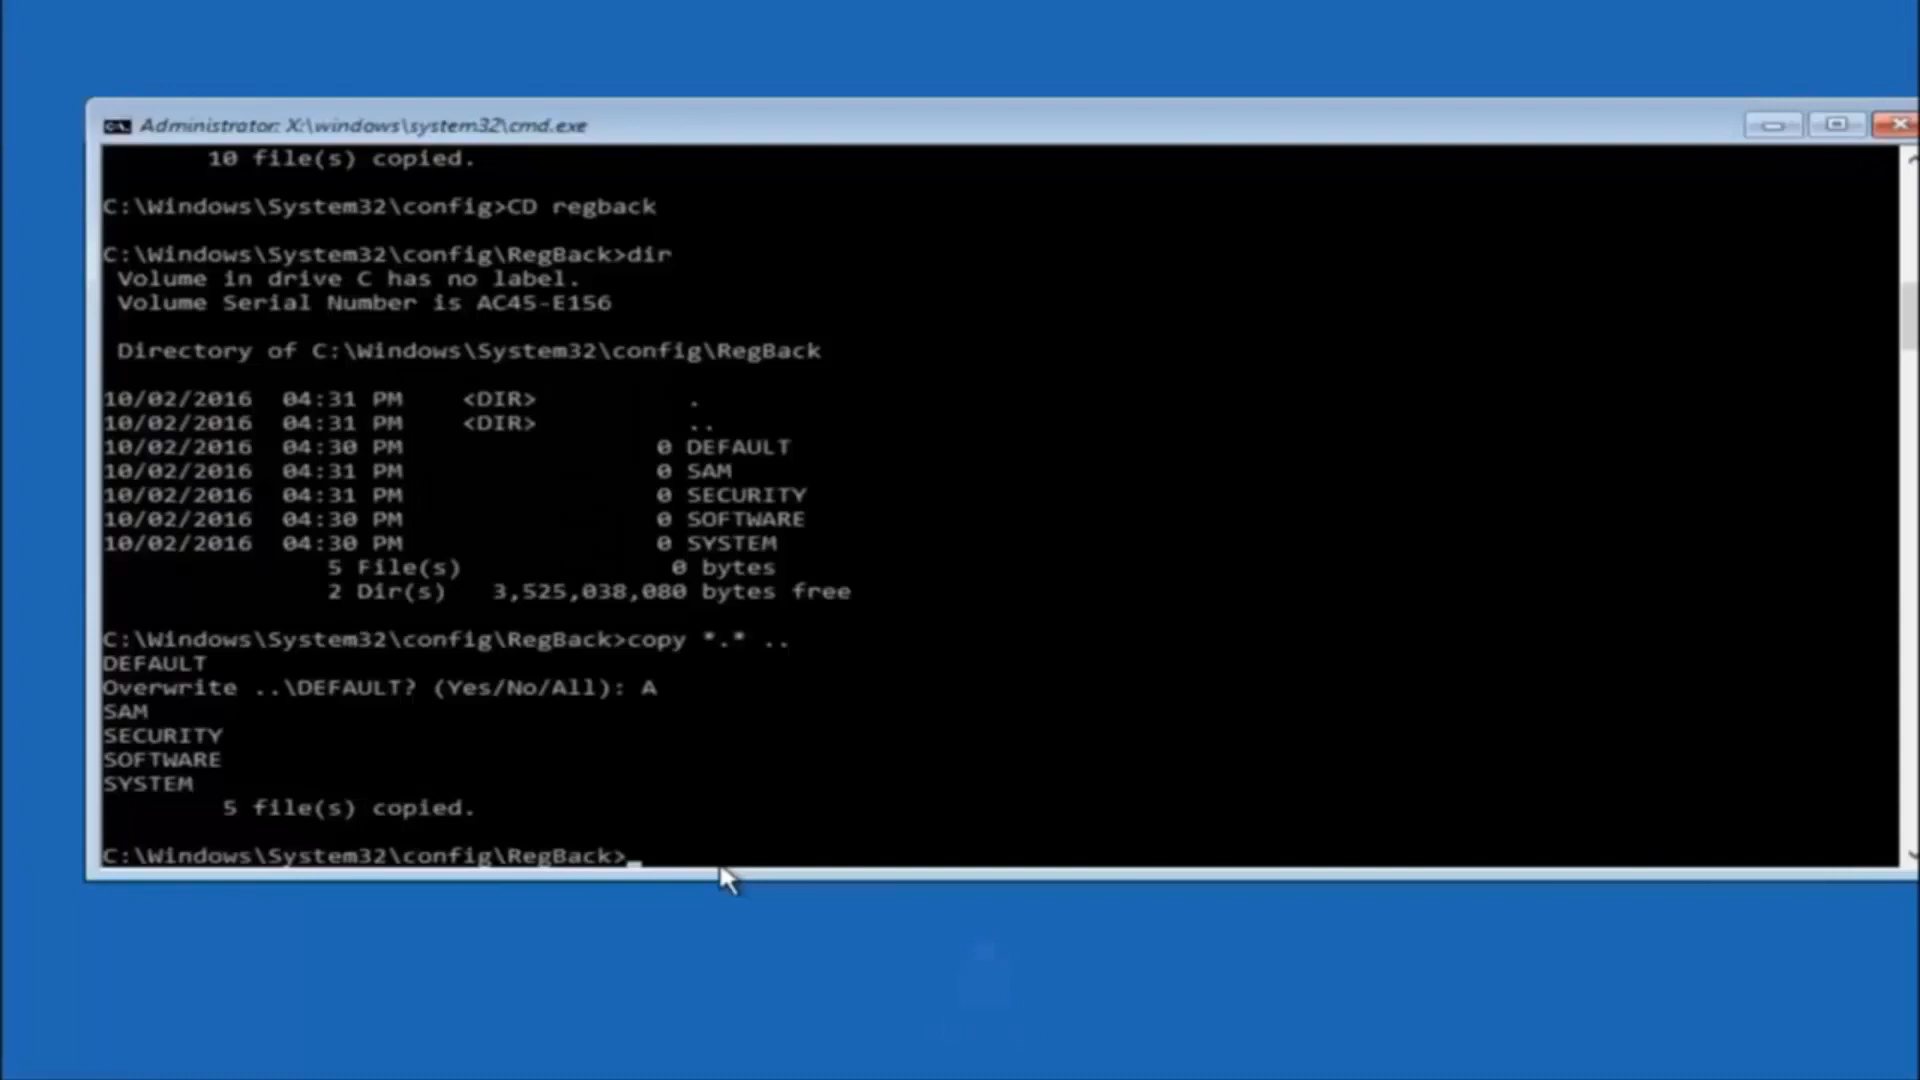 Administrator: X:\windows\system32\cmd.exe
10 file(s) copied.
C:\Windows\System32\config>CD regback
C:\Windows\System32\config\RegBack>dir
Volume in drive C has no label.
Volume Serial Number is AC45-E156
Directory of C:\Windows\System32\config\RegBack
10/02/2016  04:31 PM    <DIR>          .
10/02/2016  04:31 PM    <DIR>          ..
10/02/2016  04:30 PM                 0 DEFAULT
10/02/2016  04:31 PM                 0 SAM
10/02/2016  04:31 PM                 0 SECURITY
10/02/2016  04:30 PM                 0 SOFTWARE
10/02/2016  04:30 PM                 0 SYSTEM
5 File(s)              0 bytes
2 Dir(s)   3,525,038,080 bytes free
C:\Windows\System32\config\RegBack>copy *.* ..
DEFAULT
Overwrite ..\DEFAULT? (Yes/No/All): A
SAM
SECURITY
SOFTWARE
SYSTEM
5 file(s) copied.
C:\Windows\System32\config\RegBack>_